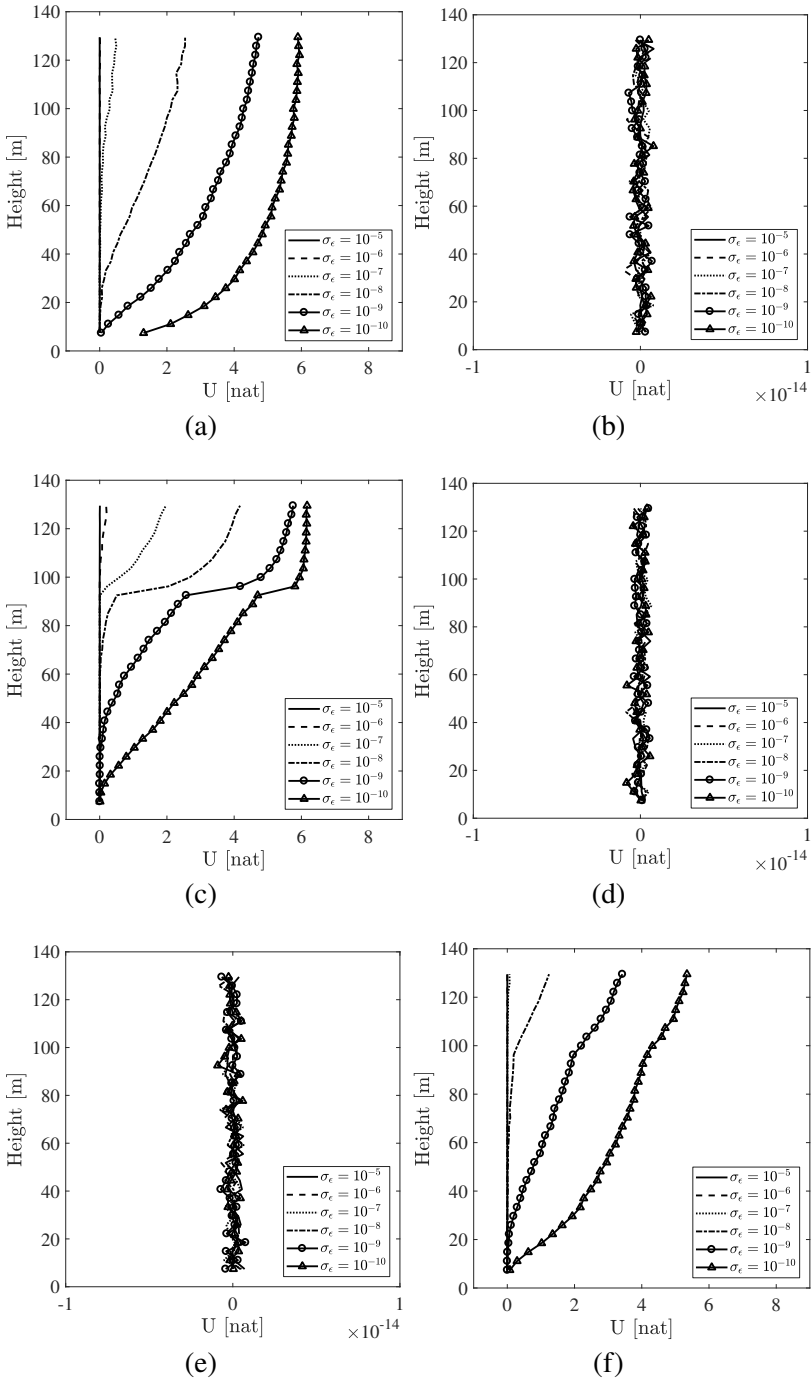 140
120
100
80
60
40
20
0
Height [m]
0 2 4 6 8
U [nat]
σϵ = 10⁻⁵
σϵ = 10⁻⁶
σϵ = 10⁻⁷
σϵ = 10⁻⁸
σϵ = 10⁻⁹
σϵ = 10⁻¹⁰
(a)
140
120
100
80
60
40
20
0
Height [m]
-1 0 1
U [nat]
×10⁻¹⁴
σϵ = 10⁻⁵
σϵ = 10⁻⁶
σϵ = 10⁻⁷
σϵ = 10⁻⁸
σϵ = 10⁻⁹
σϵ = 10⁻¹⁰
(b)
140
120
100
80
60
40
20
0
Height [m]
0 2 4 6 8
U [nat]
σϵ = 10⁻⁵
σϵ = 10⁻⁶
σϵ = 10⁻⁷
σϵ = 10⁻⁸
σϵ = 10⁻⁹
σϵ = 10⁻¹⁰
(c)
140
120
100
80
60
40
20
0
Height [m]
-1 0 1
U [nat]
×10⁻¹⁴
σϵ = 10⁻⁵
σϵ = 10⁻⁶
σϵ = 10⁻⁷
σϵ = 10⁻⁸
σϵ = 10⁻⁹
σϵ = 10⁻¹⁰
(d)
140
120
100
80
60
40
20
0
Height [m]
-1 0 1
U [nat]
×10⁻¹⁴
σϵ = 10⁻⁵
σϵ = 10⁻⁶
σϵ = 10⁻⁷
σϵ = 10⁻⁸
σϵ = 10⁻⁹
σϵ = 10⁻¹⁰
(e)
140
120
100
80
60
40
20
0
Height [m]
0 2 4 6 8
U [nat]
σϵ = 10⁻⁵
σϵ = 10⁻⁶
σϵ = 10⁻⁷
σϵ = 10⁻⁸
σϵ = 10⁻⁹
σϵ = 10⁻¹⁰
(f)